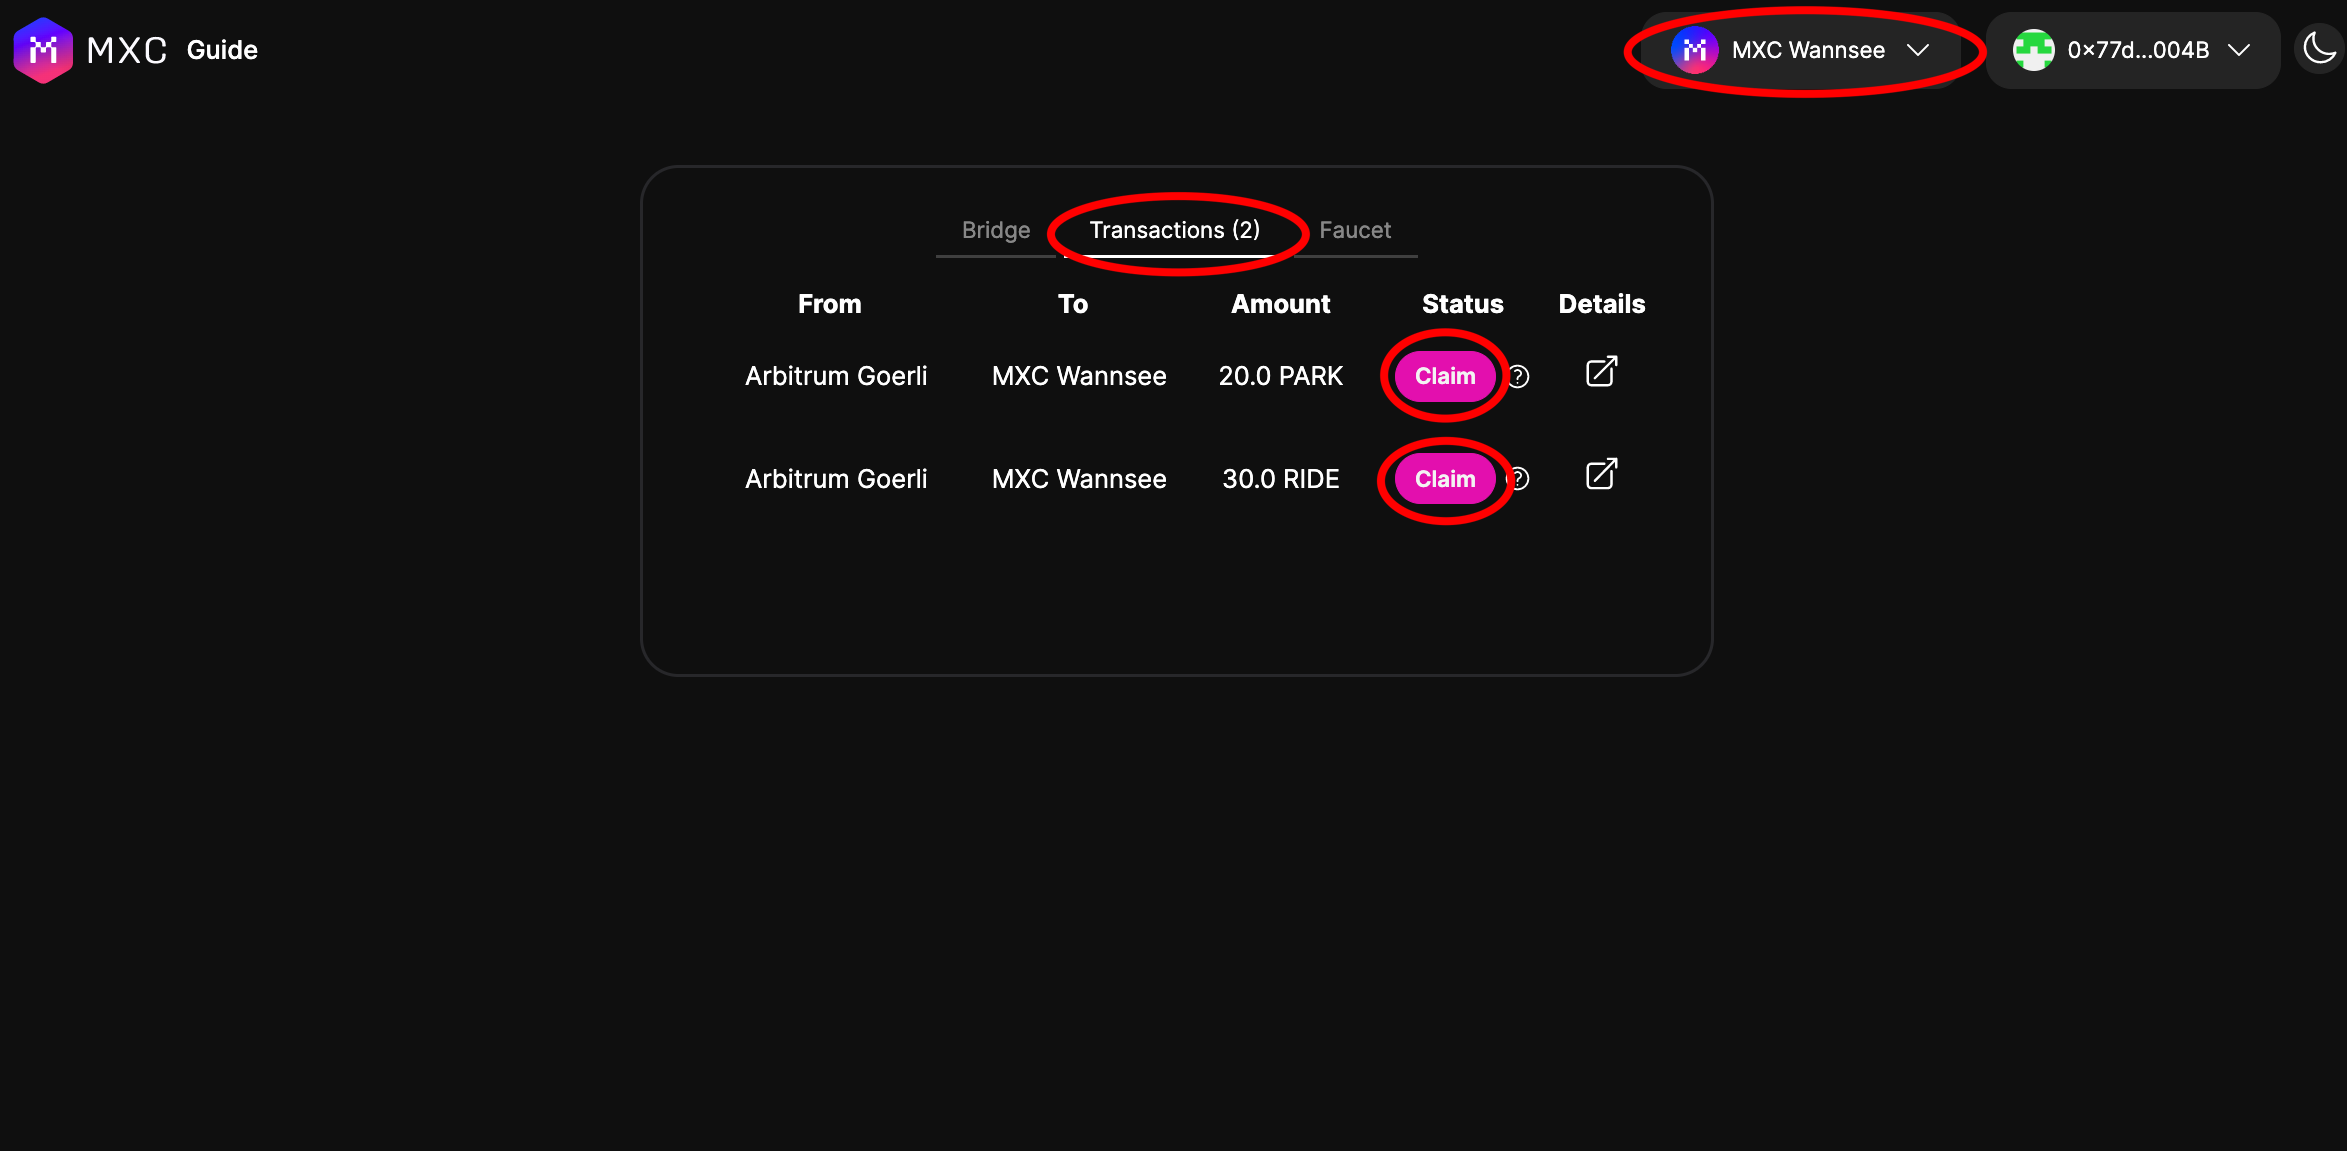 MXC Guide MXC Wannsee 0×77d...004B
Bridge Transactions (2) Faucet
From To Amount Status Details
Arbitrum Goerli MXC Wannsee 20.0 PARK Claim ?
Arbitrum Goerli MXC Wannsee 30.0 RIDE Claim ?